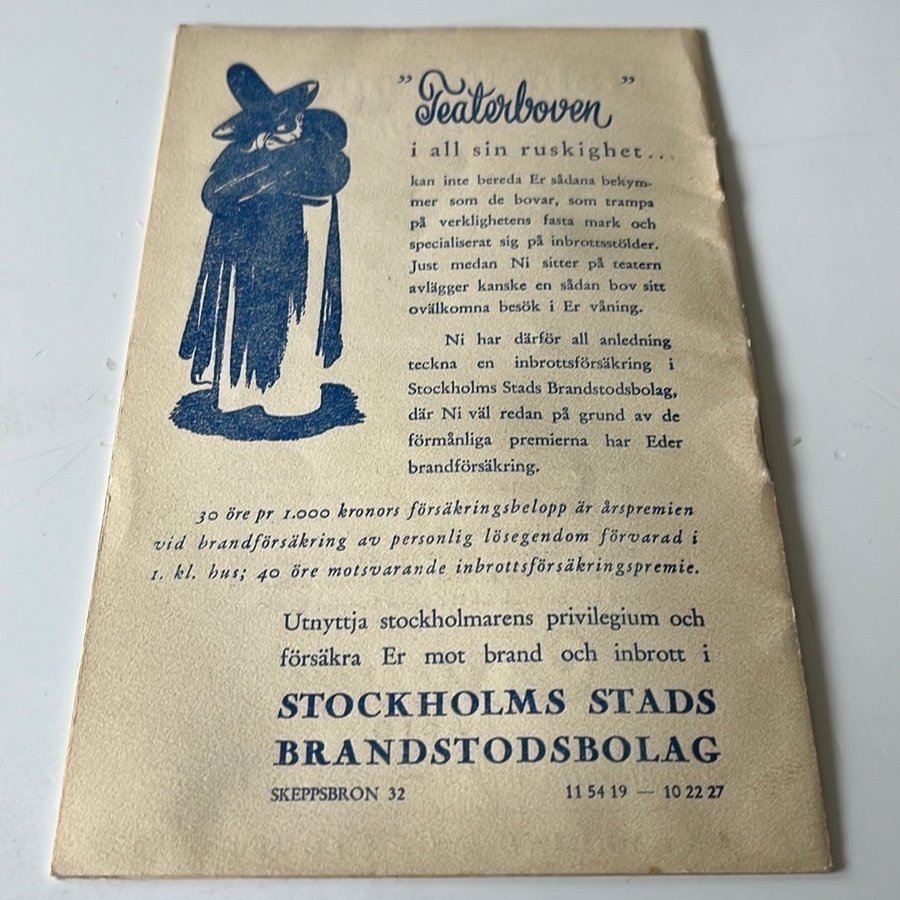 "Teaterboven"
i all sin ruskighet...
kan inte bereda Er sådana bekym-
mer som de bovar, som trampa
på verklighetens fasta mark och
specialiserat sig på inbrottsstölder.
Just medan Ni sitter på teatern
avlägger kanske en sådan bov sitt
ovälkomna besök i Er våning.
Ni har därför all anledning
teckna en inbrottsförsäkring i
Stockholms Stads Brandstodsbolag,
där Ni väl redan på grund av de
förmånliga premierna har Eder
brandförsäkring.
30 öre pr 1.000 kronors försäkringsbelopp är årspremien
vid brandförsäkring av personlig lösegendom förvarad i
1. kl. hus; 40 öre motsvarande inbrottsförsäkringspremie.
Utnyttja stockholmarens privilegium och
försäkra Er mot brand och inbrott i
STOCKHOLMS STADS
BRANDSTODSBOLAG
SKEPPSBRON 32 11 54 19 — 10 22 27